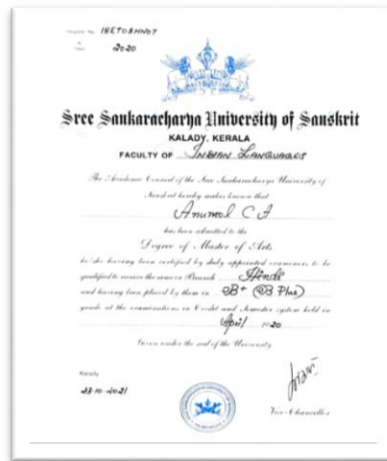 Register No.
&
Year
2020
Sree Sankaracharya University of Sanskrit
KALADY, KERALA
FACULTY OF INDIAN LANGUAGES
The Academic Council of the Sree Sankaracharya University of
Sanskrit hereby makes known that
has been admitted to the
Degree of Master of Arts
he/she having been certified by duly appointed examiners to be
qualified to receive the same in Branch Hindi
and having been placed by them in B+ (B Plus)
grade at the examinations in Credit and Semester system held in
April 2020
Given under the seal of the University
Kalady
23-10-2021
Vice-Chancellor